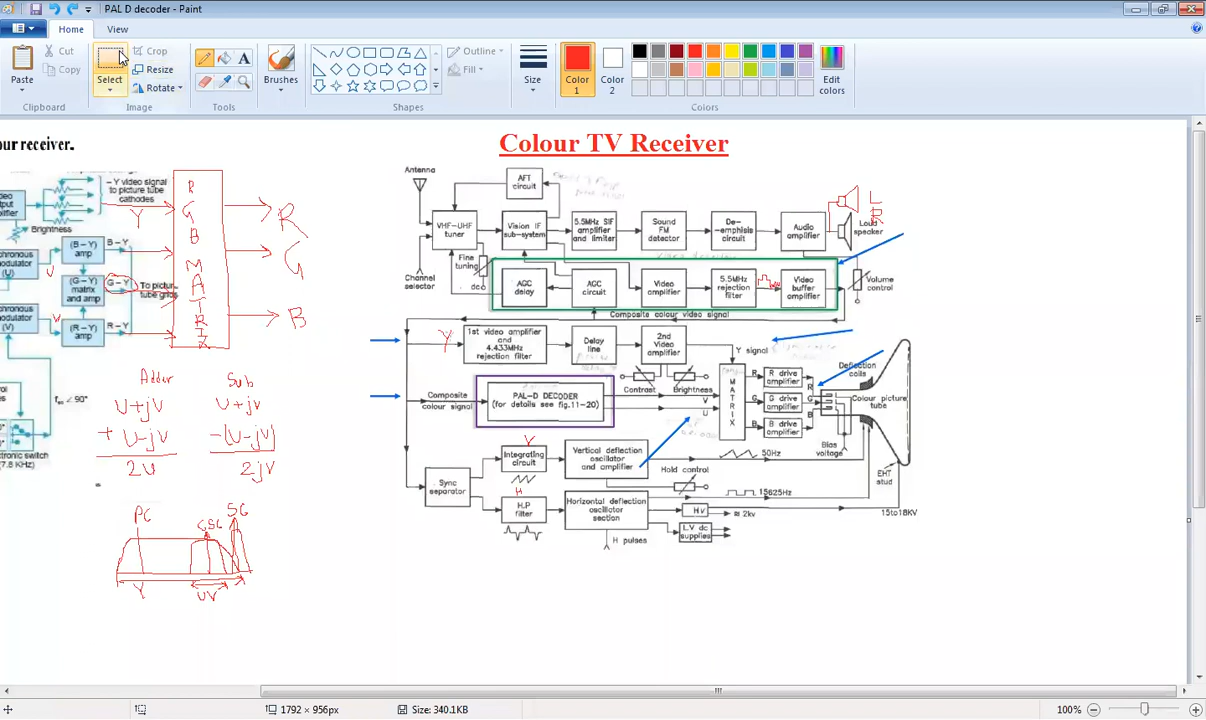 PAL D decoder - Paint
Home
View
Paste
Cut
Copy
Clipboard
Select
Crop
Resize
Rotate
Image
Tools
Brushes
Shapes
Outline
Fill
Size
Color 1
Color 2
Edit colors
Colors
our receiver.
Colour TV Receiver
– Y video signal to picture tube cathodes
Brightness
Y
(B – Y) amp
B – Y
(G –Y) matrix and amp
G – Y
To picture tube grids
(R – Y) amp
R – Y
U
V
RGB MATRIX
R
G
B
(U)
(V)
∠90°
(7.8 KHz)
Adder
Sub
U+jV
U+jV
+ U-jV
-(U-jV)
2U
2jV
PC
CSC
SC
Y
UV
Antenna
AFT circuit
VHF-UHF tuner
Vision IF sub-system
5.5MHz SIF amplifier and limiter
Sound FM detector
De-emphsis circuit
Audio amplifier
Loud speaker
L
R
Fine tuning
dc
Channel selector
AGC delay
AGC circuit
Video amplifier
5.5MHz rejection filter
Video buffer amplifier
Volume control
Composite colour video signal
Y
1st video amplifier and 4.433MHz rejection filter
Delay line
2nd Video amplifier
Y signal
Contrast
Brightness
Composite colour signal
PAL-D DECODER (for details see fig.11-20)
V
U
MATRIX
R
G
B
R drive amplifier
G drive amplifier
B drive amplifier
R
G
B
Deflection coils
Colour picture tube
Bias voltage
EHT stud
15to18KV
Sync separator
V
Integrating circuit
Vertical deflection oscillator and amplifier
50Hz
Hold control
H
H.P filter
Horizontal deflection oscillator section
15625Hz
H pulses
HV
≈ 2kv
L.V dc supplies
1792 × 956px
Size: 340.1KB
100%